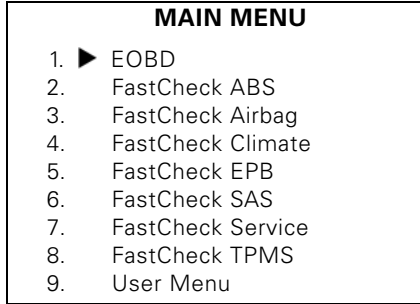 MAIN MENU
1. ▶ EOBD
2. FastCheck ABS
3. FastCheck Airbag
4. FastCheck Climate
5. FastCheck EPB
6. FastCheck SAS
7. FastCheck Service
8. FastCheck TPMS
9. User Menu